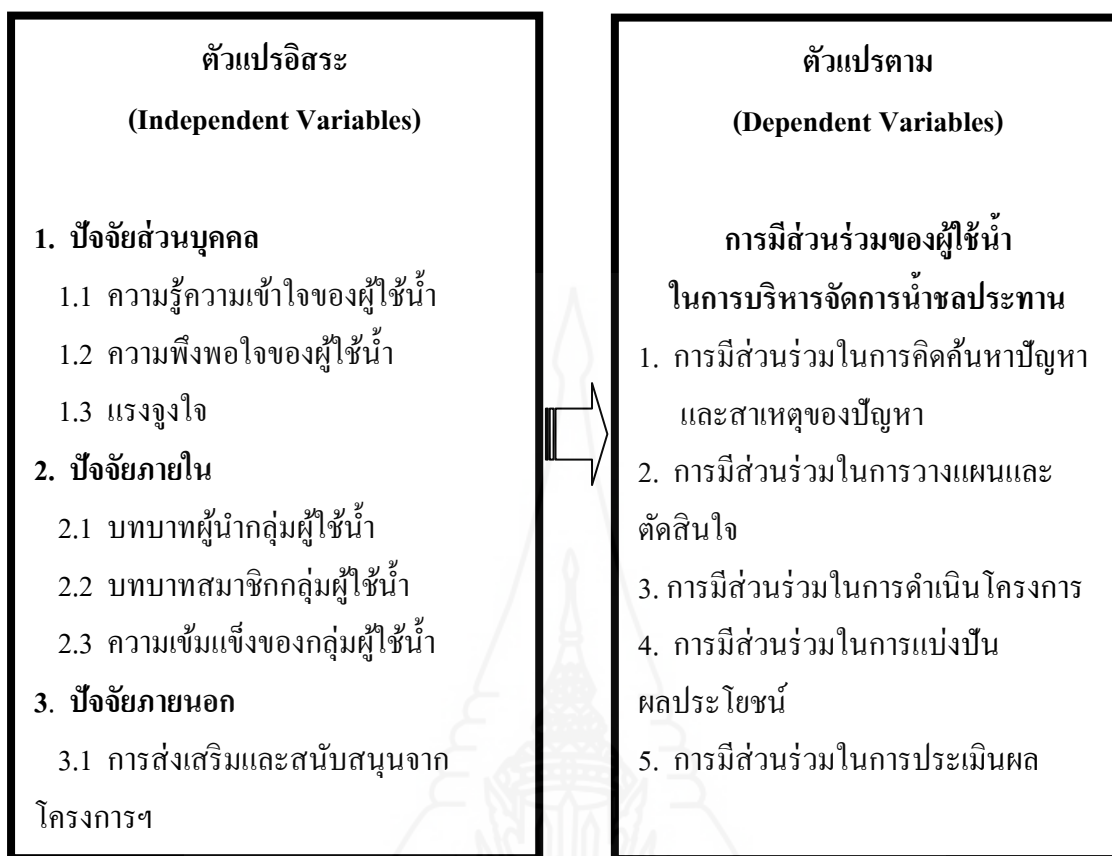 ตัวแปรอิสระ
(Independent Variables)
1. ปัจจัยส่วนบุคคล
1.1 ความรู้ความเข้าใจของผู้ใช้น้ำ
1.2 ความพึงพอใจของผู้ใช้น้ำ
1.3 แรงจูงใจ
2. ปัจจัยภายใน
2.1 บทบาทผู้นำกลุ่มผู้ใช้น้ำ
2.2 บทบาทสมาชิกกลุ่มผู้ใช้น้ำ
2.3 ความเข้มแข็งของกลุ่มผู้ใช้น้ำ
3. ปัจจัยภายนอก
3.1 การส่งเสริมและสนับสนุนจาก
โครงการฯ
ตัวแปรตาม
(Dependent Variables)
การมีส่วนร่วมของผู้ใช้น้ำ
ในการบริหารจัดการน้ำชลประทาน
1. การมีส่วนร่วมในการคิดค้นหาปัญหา
และสาเหตุของปัญหา
2. การมีส่วนร่วมในการวางแผนและ
ตัดสินใจ
3. การมีส่วนร่วมในการดำเนินโครงการ
4. การมีส่วนร่วมในการแบ่งปัน
ผลประโยชน์
5. การมีส่วนร่วมในการประเมินผล